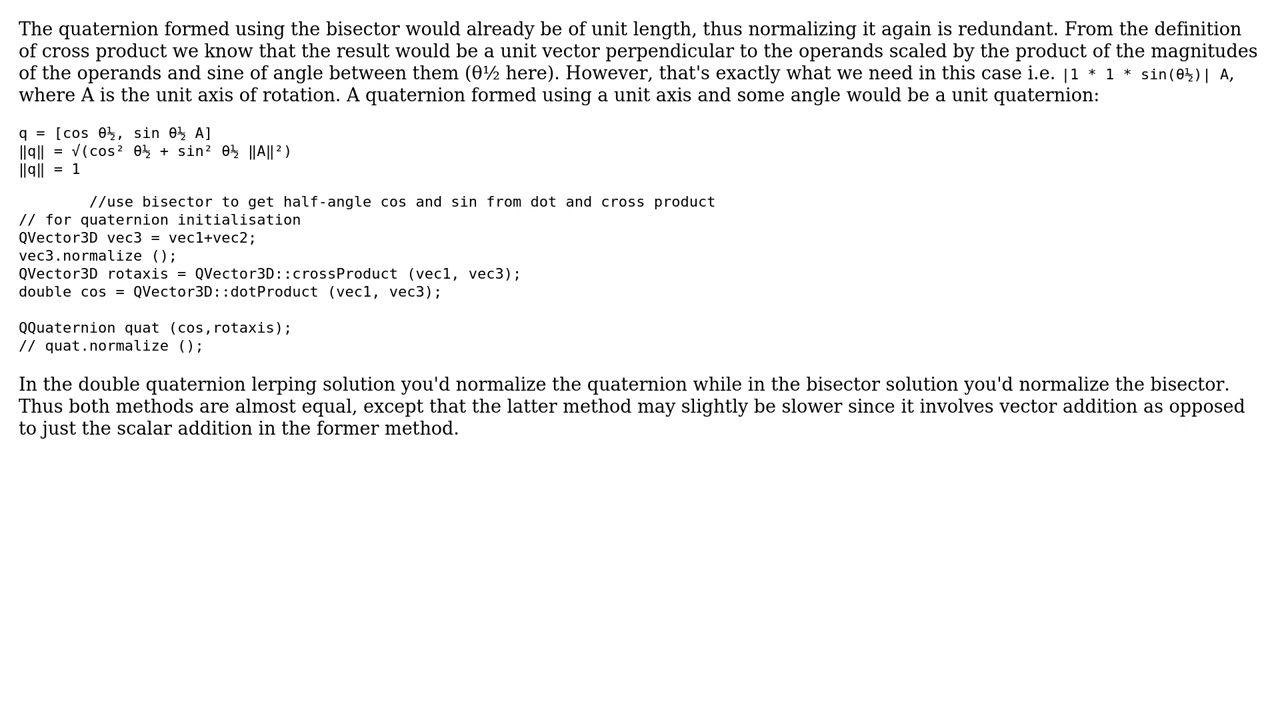 The quaternion formed using the bisector would already be of unit length, thus normalizing it again is redundant. From the definition
of cross product we know that the result would be a unit vector perpendicular to the operands scaled by the product of the magnitudes
of the operands and sine of angle between them (θ½ here). However, that's exactly what we need in this case i.e. |1 * 1 * sin(θ½)| A,
where A is the unit axis of rotation. A quaternion formed using a unit axis and some angle would be a unit quaternion:
q = [cos θ½, sin θ½ A]
‖q‖ = √(cos² θ½ + sin² θ½ ‖A‖²)
‖q‖ = 1
//use bisector to get half-angle cos and sin from dot and cross product
// for quaternion initialisation
QVector3D vec3 = vec1+vec2;
vec3.normalize ();
QVector3D rotaxis = QVector3D::crossProduct (vec1, vec3);
double cos = QVector3D::dotProduct (vec1, vec3);
QQuaternion quat (cos,rotaxis);
// quat.normalize ();
In the double quaternion lerping solution you'd normalize the quaternion while in the bisector solution you'd normalize the bisector.
Thus both methods are almost equal, except that the latter method may slightly be slower since it involves vector addition as opposed
to just the scalar addition in the former method.